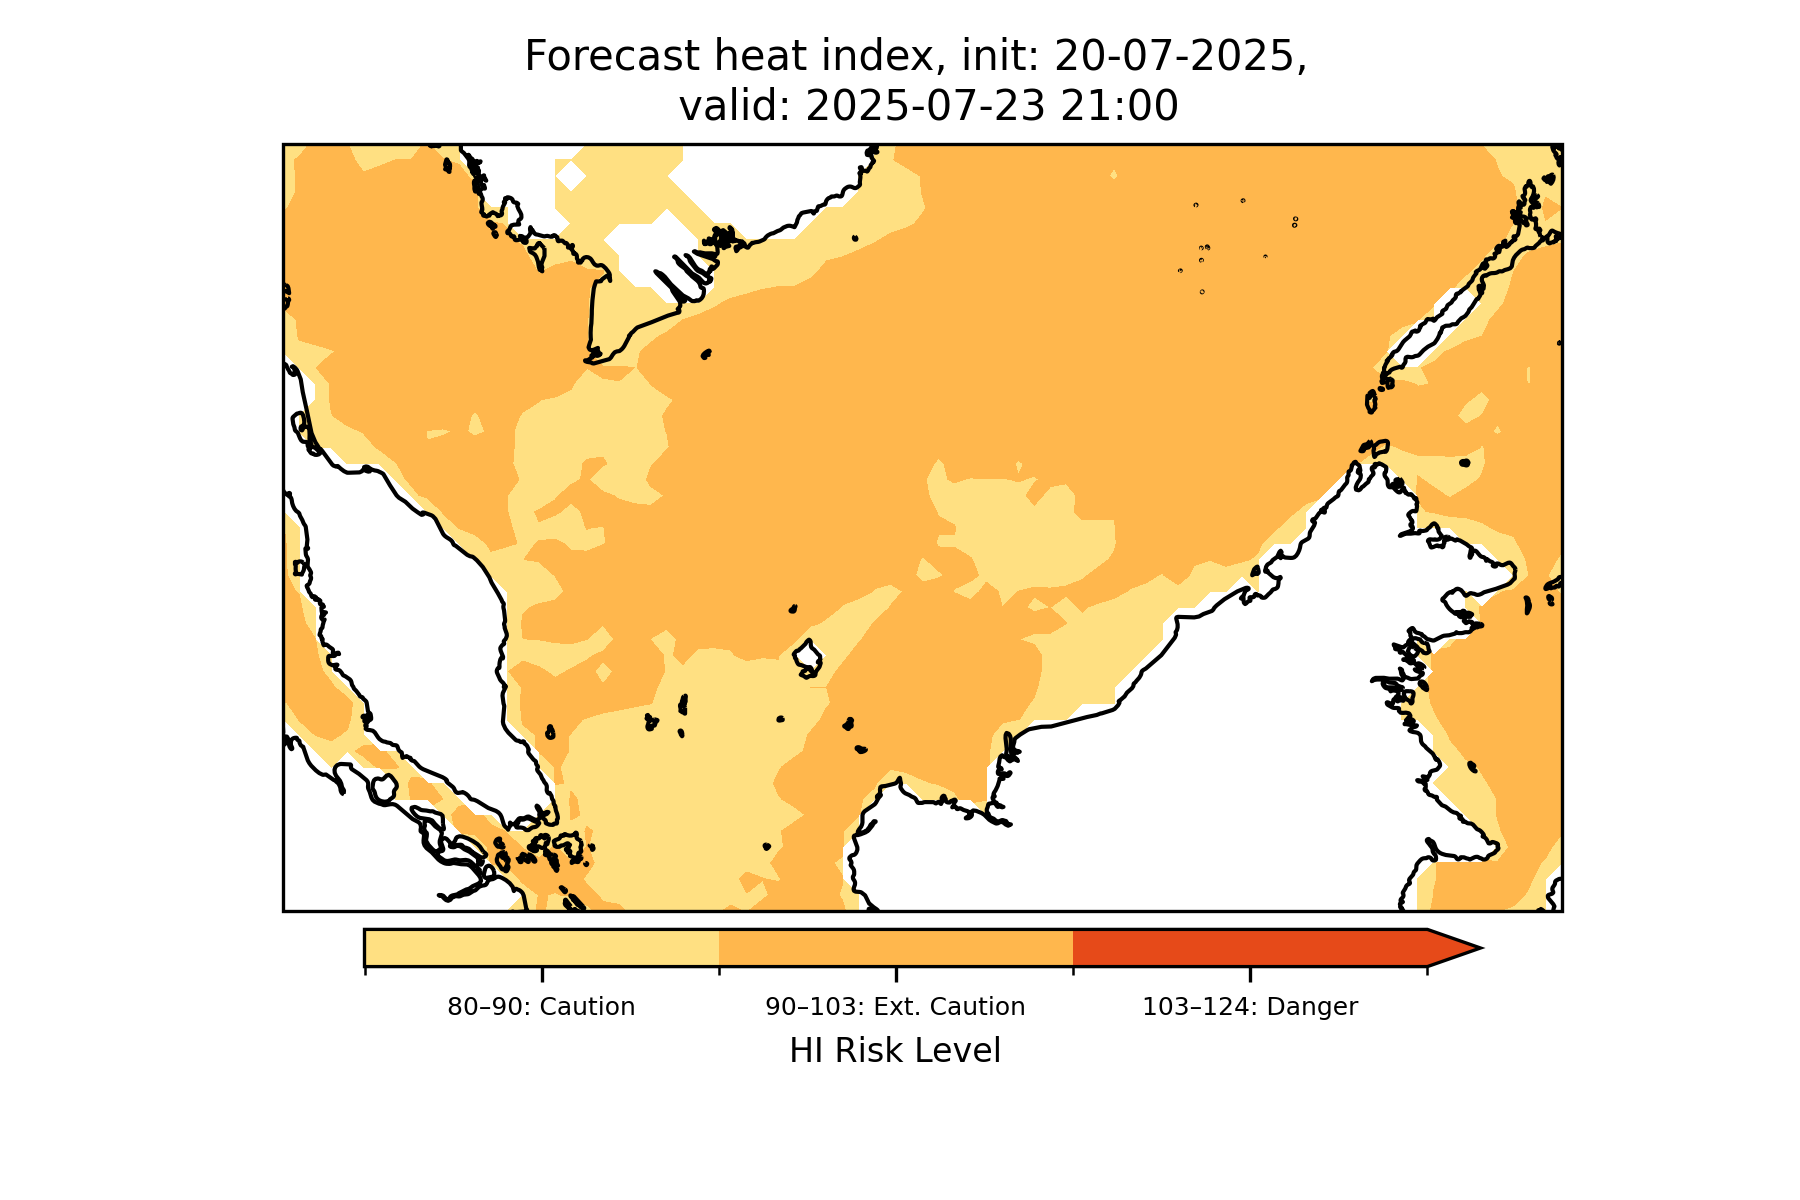 Forecast heat index, init: 20-07-2025,
valid: 2025-07-23 21:00
80–90: Caution
90–103: Ext. Caution
103–124: Danger
HI Risk Level